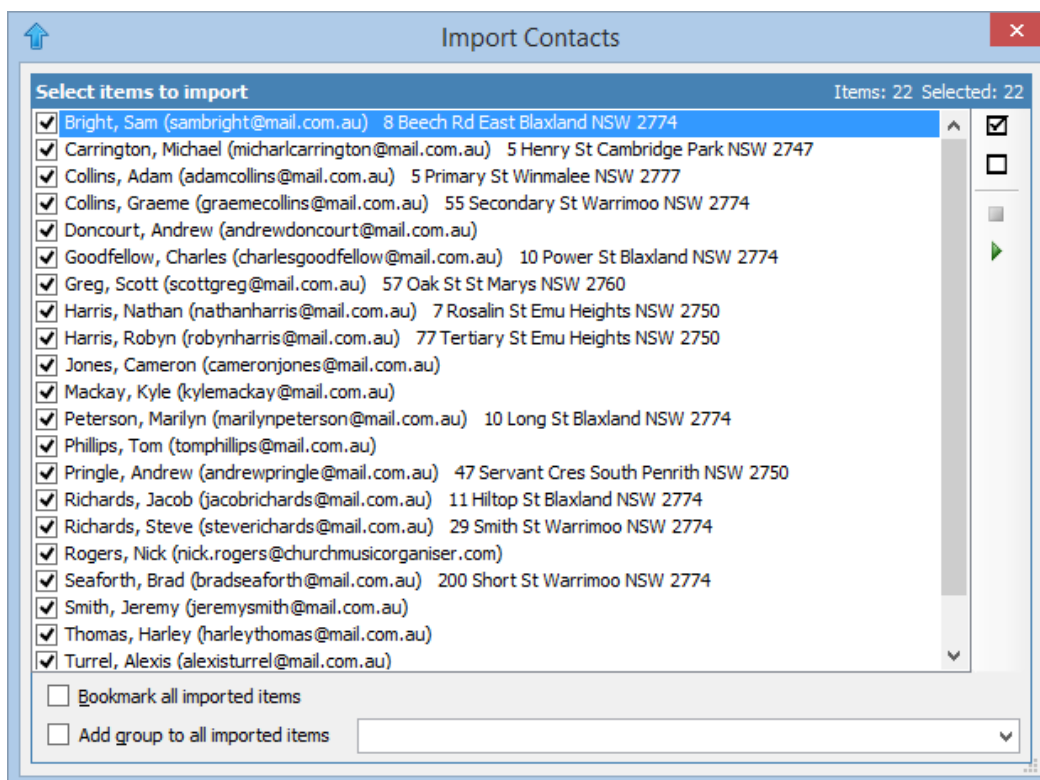 Import Contacts
Select items to import Items: 22 Selected: 22
Bright, Sam (sambright@mail.com.au) 8 Beech Rd East Blaxland NSW 2774
Carrington, Michael (micharlcarrington@mail.com.au) 5 Henry St Cambridge Park NSW 2747
Collins, Adam (adamcollins@mail.com.au) 5 Primary St Winmalee NSW 2777
Collins, Graeme (graemecollins@mail.com.au) 55 Secondary St Warrimoo NSW 2774
Doncourt, Andrew (andrewdoncourt@mail.com.au)
Goodfellow, Charles (charlesgoodfellow@mail.com.au) 10 Power St Blaxland NSW 2774
Greg, Scott (scottgreg@mail.com.au) 57 Oak St St Marys NSW 2760
Harris, Nathan (nathanharris@mail.com.au) 7 Rosalin St Emu Heights NSW 2750
Harris, Robyn (robynharris@mail.com.au) 77 Tertiary St Emu Heights NSW 2750
Jones, Cameron (cameronjones@mail.com.au)
Mackay, Kyle (kylemackay@mail.com.au)
Peterson, Marilyn (marilynpeterson@mail.com.au) 10 Long St Blaxland NSW 2774
Phillips, Tom (tomphillips@mail.com.au)
Pringle, Andrew (andrewpringle@mail.com.au) 47 Servant Cres South Penrith NSW 2750
Richards, Jacob (jacobrichards@mail.com.au) 11 Hiltop St Blaxland NSW 2774
Richards, Steve (steverichards@mail.com.au) 29 Smith St Warrimoo NSW 2774
Rogers, Nick (nick.rogers@churchmusicorganiser.com)
Seaforth, Brad (bradseaforth@mail.com.au) 200 Short St Warrimoo NSW 2774
Smith, Jeremy (jeremysmith@mail.com.au)
Thomas, Harley (harleythomas@mail.com.au)
Turrel, Alexis (alexisturrel@mail.com.au)
Bookmark all imported items
Add group to all imported items